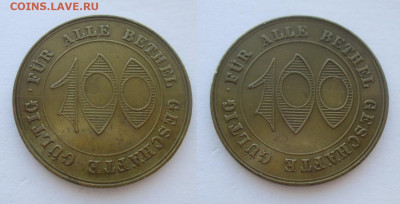 COINS.LAVE.RU
· FÜR ALLE BETHEL GESCHÄFTE GÜLTIG
100
· FÜR ALLE BETHEL GESCHÄFTE GÜLTIG
100